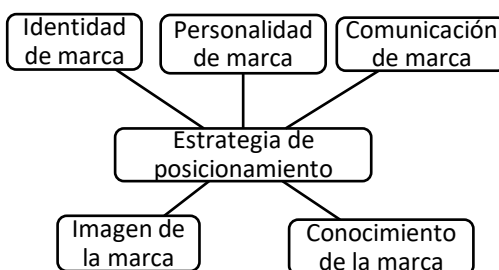 Identidad
de marca
Personalidad
de marca
Comunicación
de marca
Estrategia de
posicionamiento
Imagen de
la marca
Conocimiento
de la marca